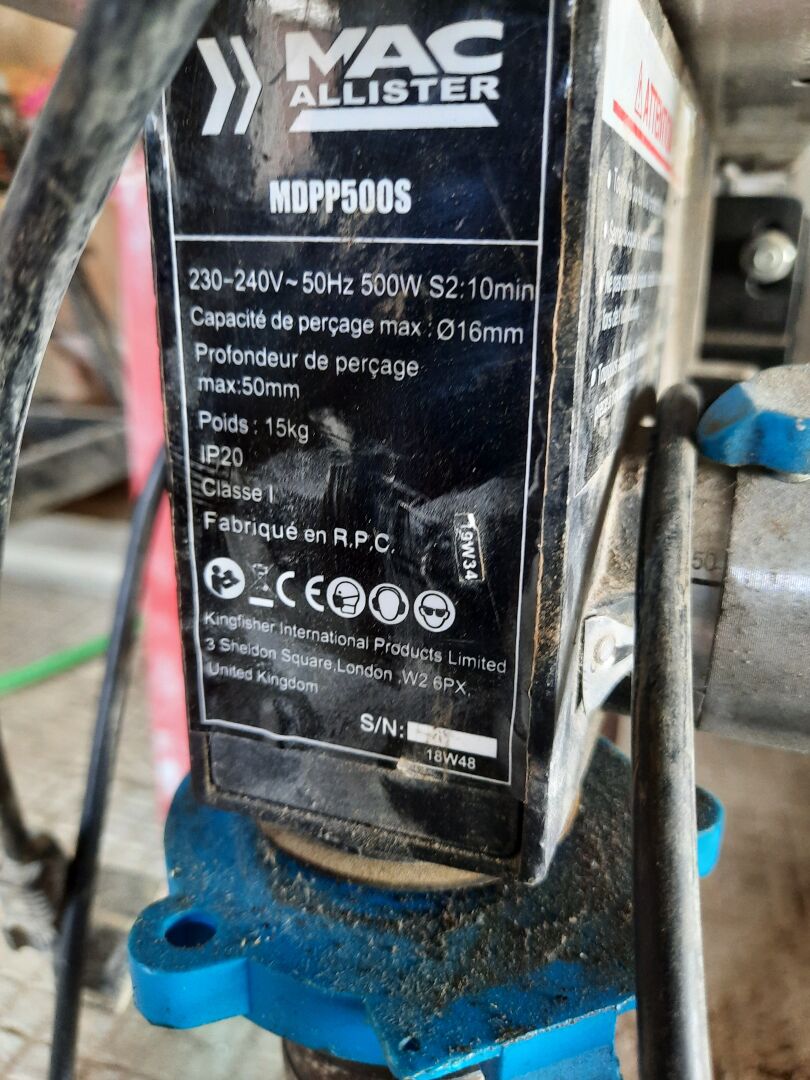 MAC
ALLISTER
MDPP500S
230-240V~50Hz 500W S2:10min
Capacité de perçage max : Ø16mm
Profondeur de perçage
max:50mm
Poids : 15kg
IP20
Classe I
Fabriqué en R.P.C.
19W34
CE
Kingfisher International Products Limited
3 Sheldon Square,London ,W2 6PX,
United Kingdom
S/N:
18W48
50